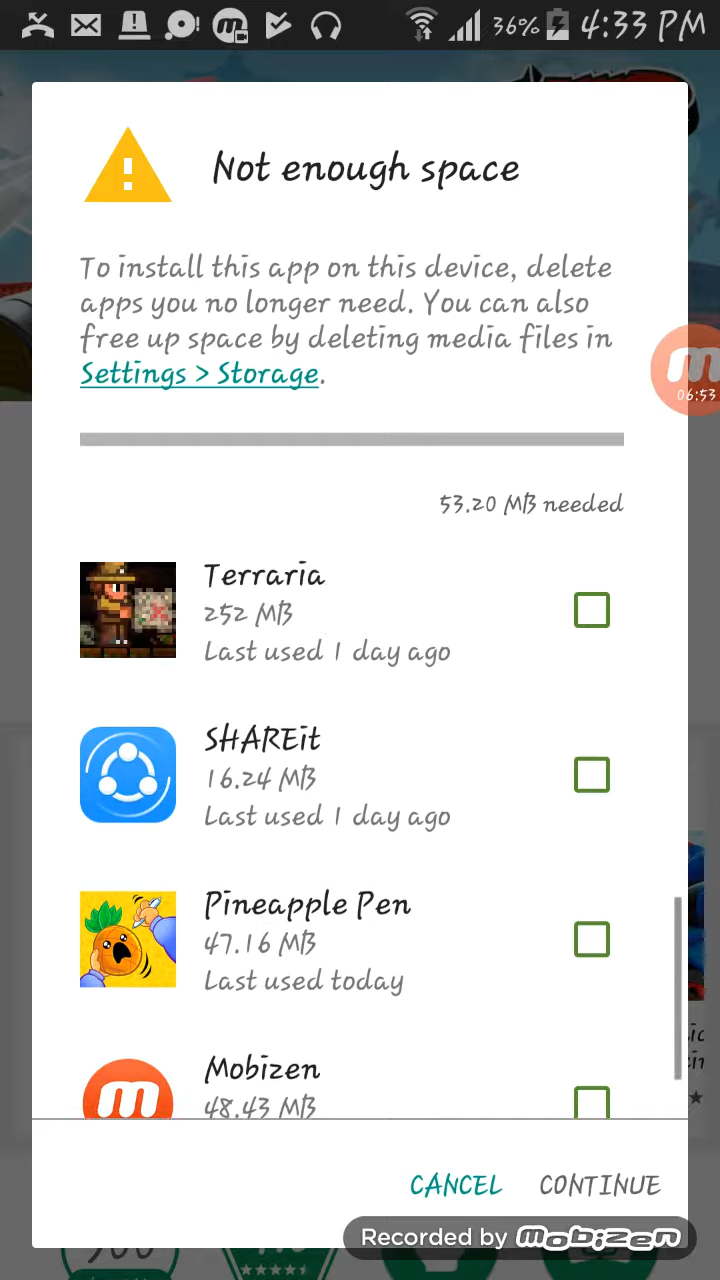 36% 4:33 PM
Not enough space
To install this app on this device, delete
apps you no longer need. You can also
free up space by deleting media files in
Settings > Storage.
06:53
53.20 MB needed
Terraria
252 MB
Last used 1 day ago
SHAREit
16.24 MB
Last used 1 day ago
Pineapple Pen
47.16 MB
Last used today
Mobizen
48.43 MB
CANCEL CONTINUE
Recorded by mobizen